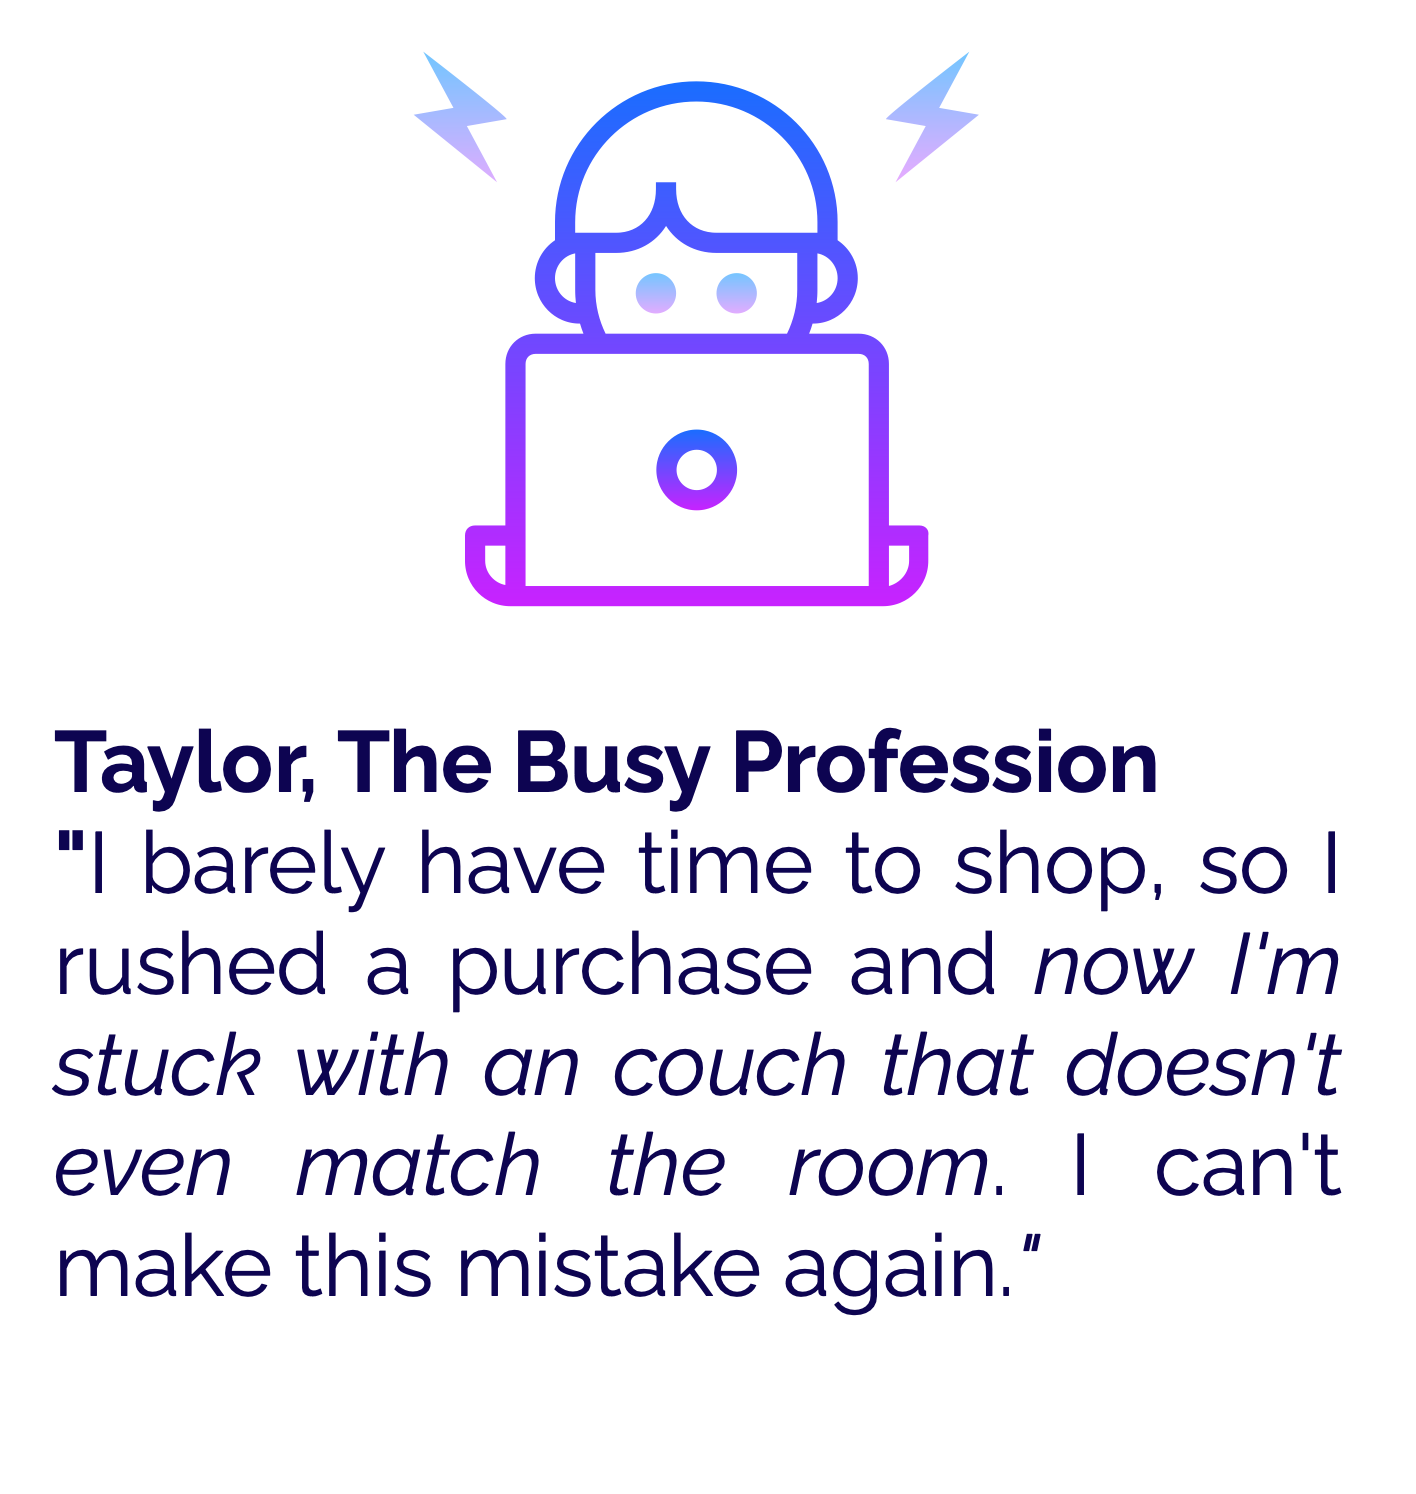 Taylor, The Busy Profession
"I barely have time to shop, so I
rushed a purchase and now I'm
stuck with an couch that doesn't
even match the room. I can't
make this mistake again."